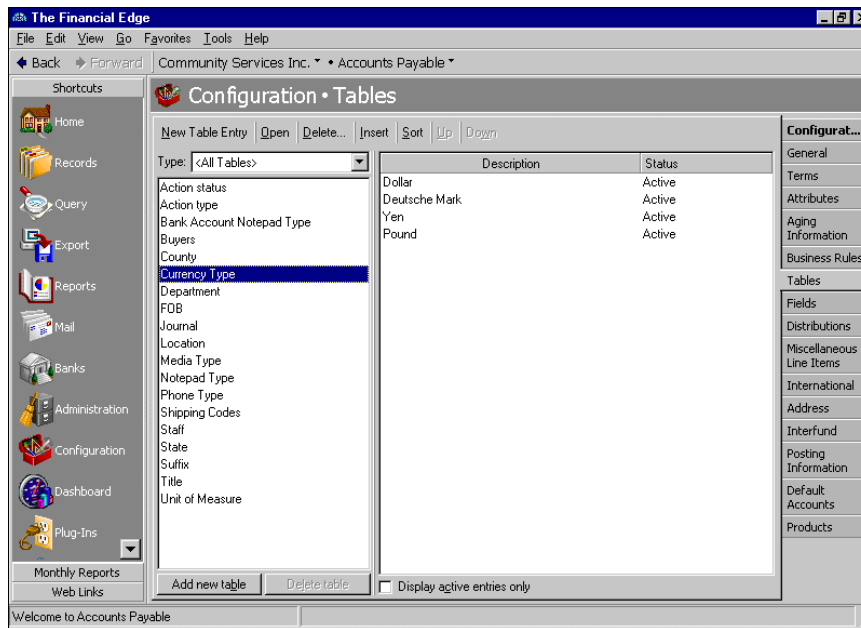 The Financial Edge
File Edit View Go Favorites Tools Help
Back Forward Community Services Inc. • Accounts Payable
Shortcuts
Home
Records
Query
Export
Reports
Mail
Banks
Administration
Configuration
Dashboard
Plug-Ins
Monthly Reports
Web Links
Configuration • Tables
New Table Entry Open Delete... Insert Sort Up Down
Type: <All Tables>
Action status
Action type
Bank Account Notepad Type
Buyers
County
Currency Type
Department
FOB
Journal
Location
Media Type
Notepad Type
Phone Type
Shipping Codes
Staff
State
Suffix
Title
Unit of Measure
Add new table Delete table
Description Status
Dollar Active
Deutsche Mark Active
Yen Active
Pound Active
Display active entries only
Configurat...
General
Terms
Attributes
Aging
Information
Business Rules
Tables
Fields
Distributions
Miscellaneous
Line Items
International
Address
Interfund
Posting
Information
Default
Accounts
Products
Welcome to Accounts Payable